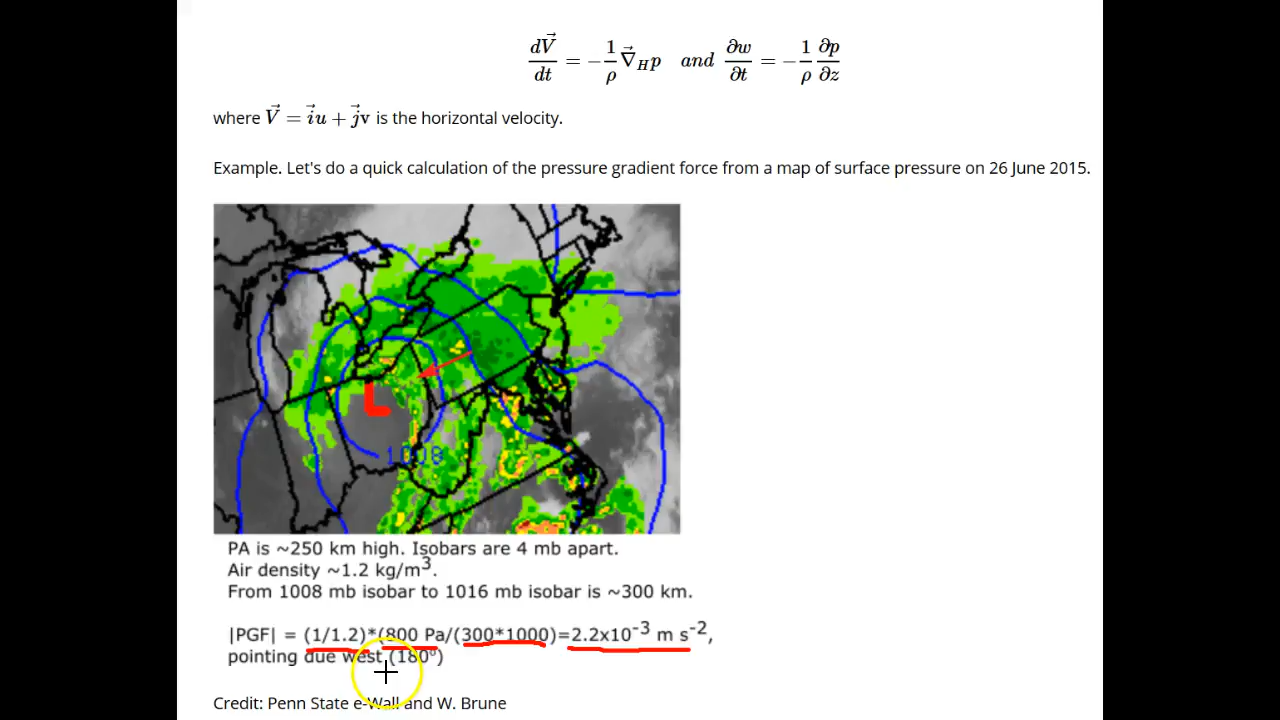 dV⃗/dt = −1/ρ ∇⃗_H p and ∂w/∂t = −1/ρ ∂p/∂z
where V⃗ = i⃗u + j⃗v is the horizontal velocity.
Example. Let's do a quick calculation of the pressure gradient force from a map of surface pressure on 26 June 2015.
L
1008
PA is ~250 km high. Isobars are 4 mb apart.
Air density ~1.2 kg/m³.
From 1008 mb isobar to 1016 mb isobar is ~300 km.
|PGF| = (1/1.2)*(800 Pa/(300*1000)=2.2x10⁻³ m s⁻²,
pointing due west (180°)
Credit: Penn State e-Wall and W. Brune